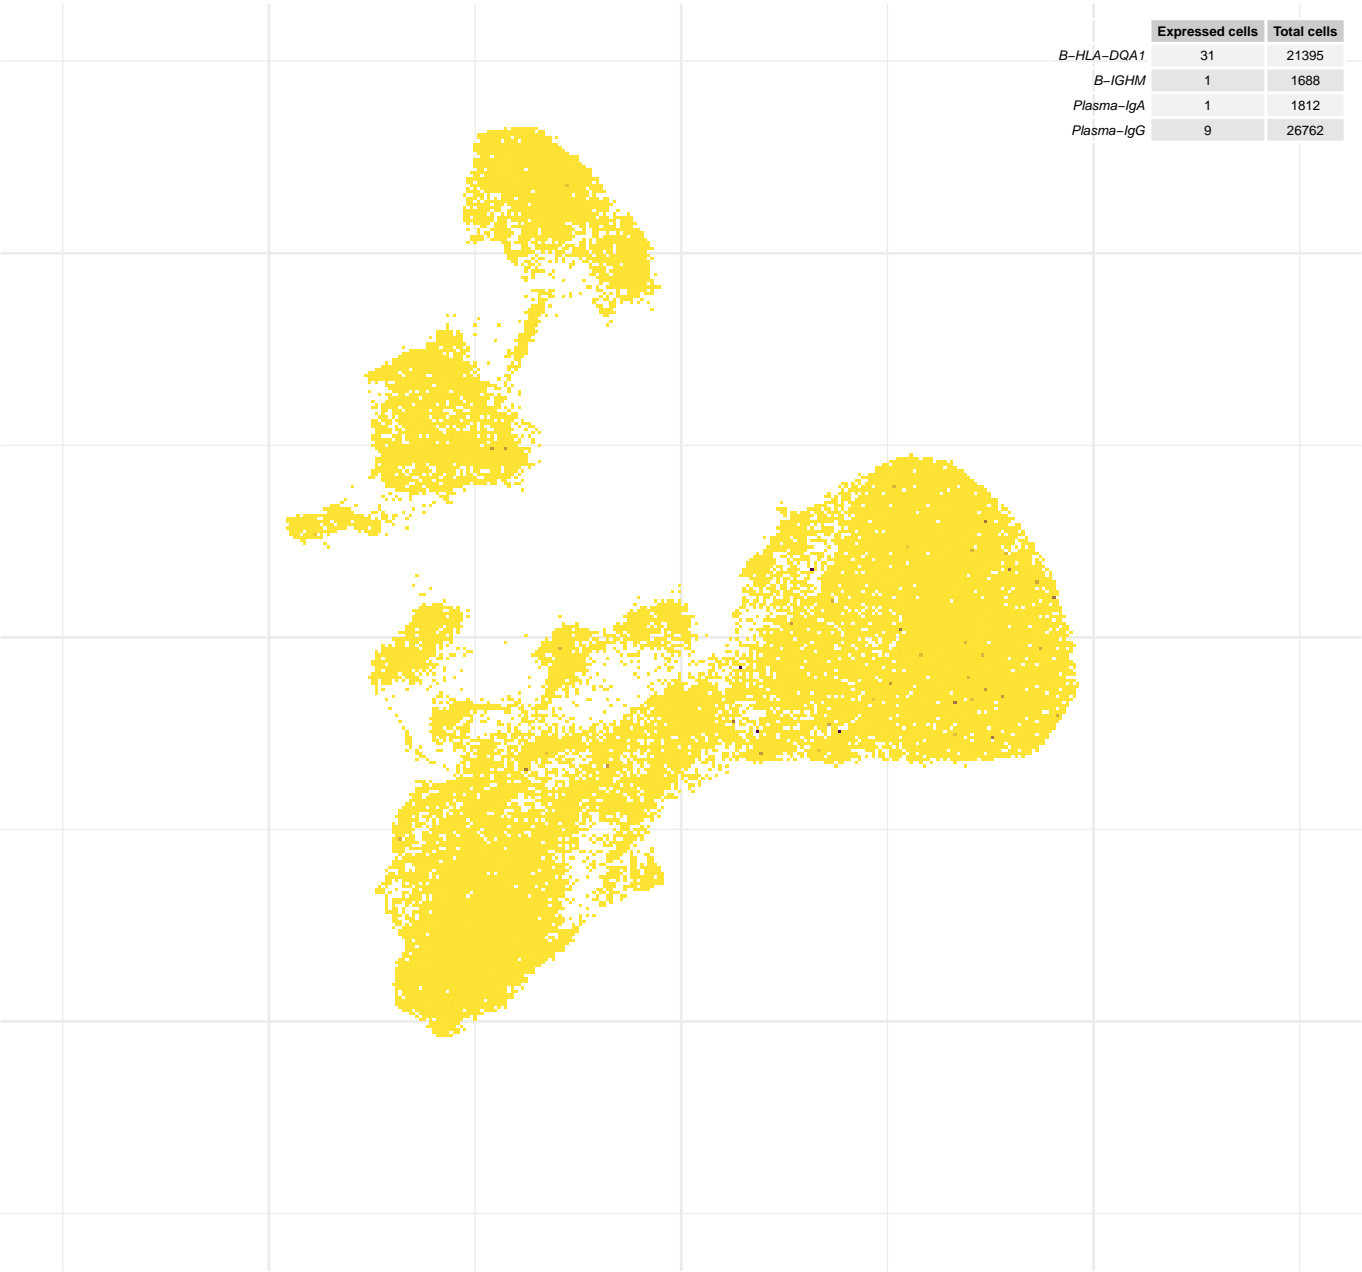 Expressed cells Total cells
B−HLA−DQA1 31 21395
B−IGHM 1 1688
Plasma−IgA 1 1812
Plasma−IgG 9 26762